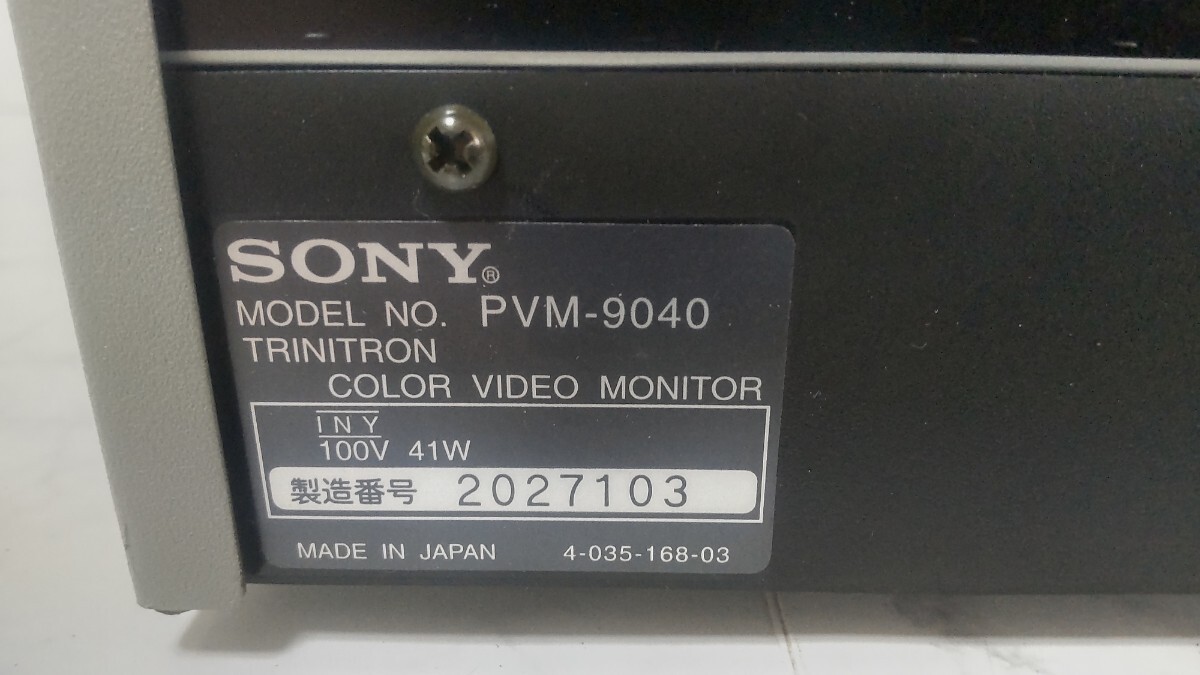 SONY®
MODEL NO. PVM-9040
TRINITRON
COLOR VIDEO MONITOR
INY
100V 41W
製造番号 2027103
MADE IN JAPAN 4-035-168-03